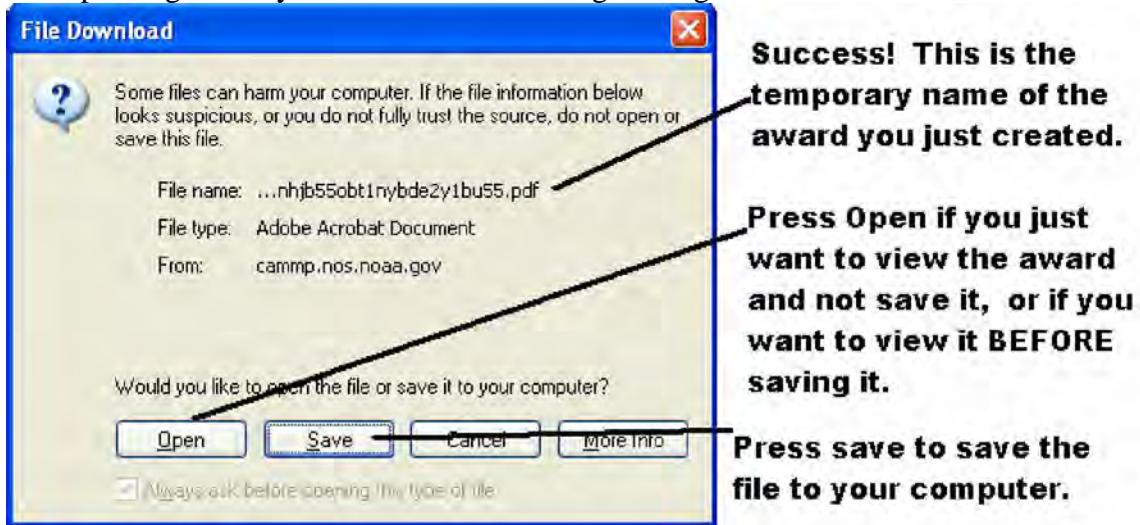 File Download
Some files can harm your computer. If the file information below
looks suspicious, or you do not fully trust the source, do not open or
save this file.
File name: ...nhjb55obt1nybde2y1bu55.pdf
File type: Adobe Acrobat Document
From: cammp.nos.noaa.gov
Would you like to open the file or save it to your computer?
Open Save Cancel More Info
Always ask before opening this type of file
Success! This is the
temporary name of the
award you just created.
Press Open if you just
want to view the award
and not save it, or if you
want to view it BEFORE
saving it.
Press save to save the
file to your computer.